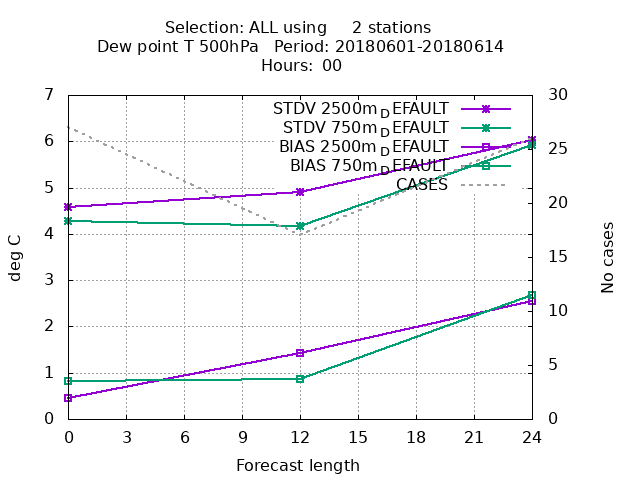 Selection: ALL using     2 stations
Dew point T 500hPa   Period: 20180601-20180614
Hours: 00
7
6
5
4
3
2
1
0
30
25
20
15
10
5
0
STDV 2500m_DEFAULT
STDV 750m_DEFAULT
BIAS 2500m_DEFAULT
BIAS 750m_DEFAULT
CASES
deg C
No cases
0 3 6 9 12 15 18 21 24
Forecast length